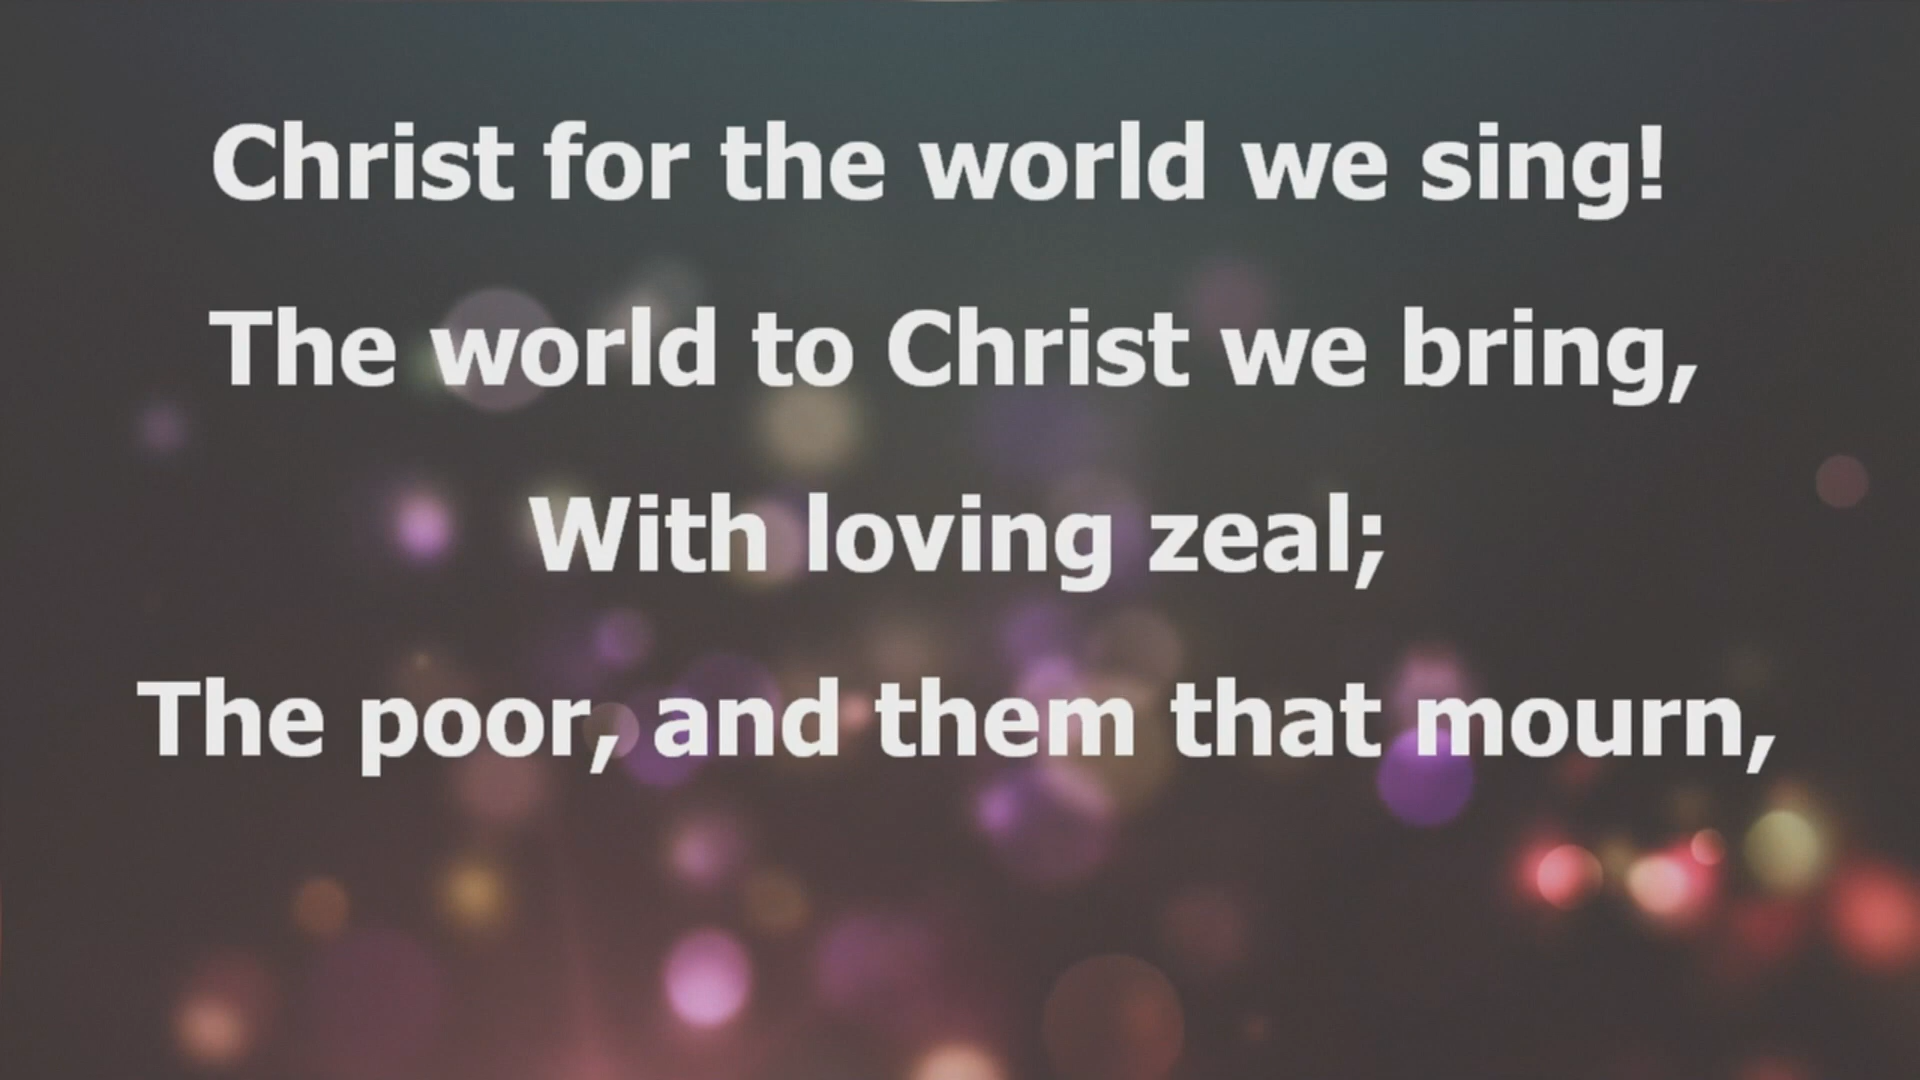 Christ for the world we sing!
The world to Christ we bring,
With loving zeal;
The poor, and them that mourn,